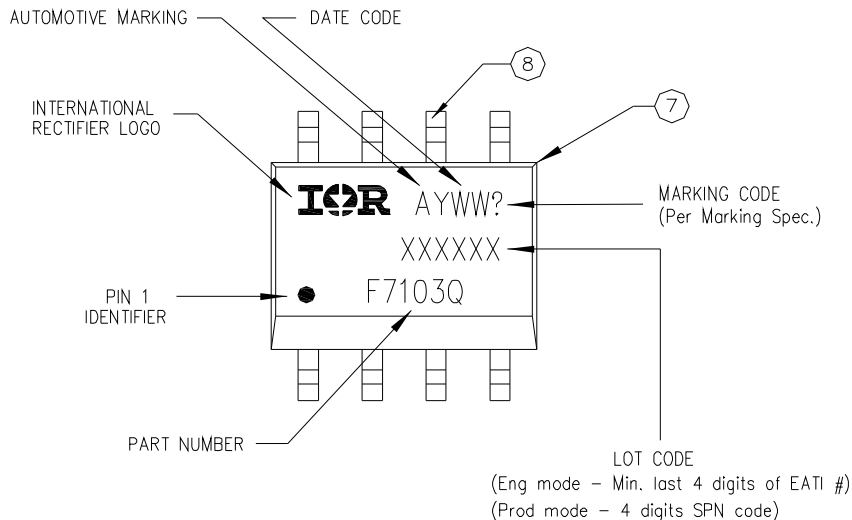 AUTOMOTIVE MARKING
DATE CODE
8
7
INTERNATIONAL
RECTIFIER LOGO
IOR
AYWW?
MARKING CODE
(Per Marking Spec.)
XXXXXX
PIN 1
IDENTIFIER
F7103Q
PART NUMBER
LOT CODE
(Eng mode - Min. last 4 digits of EATI #)
(Prod mode - 4 digits SPN code)